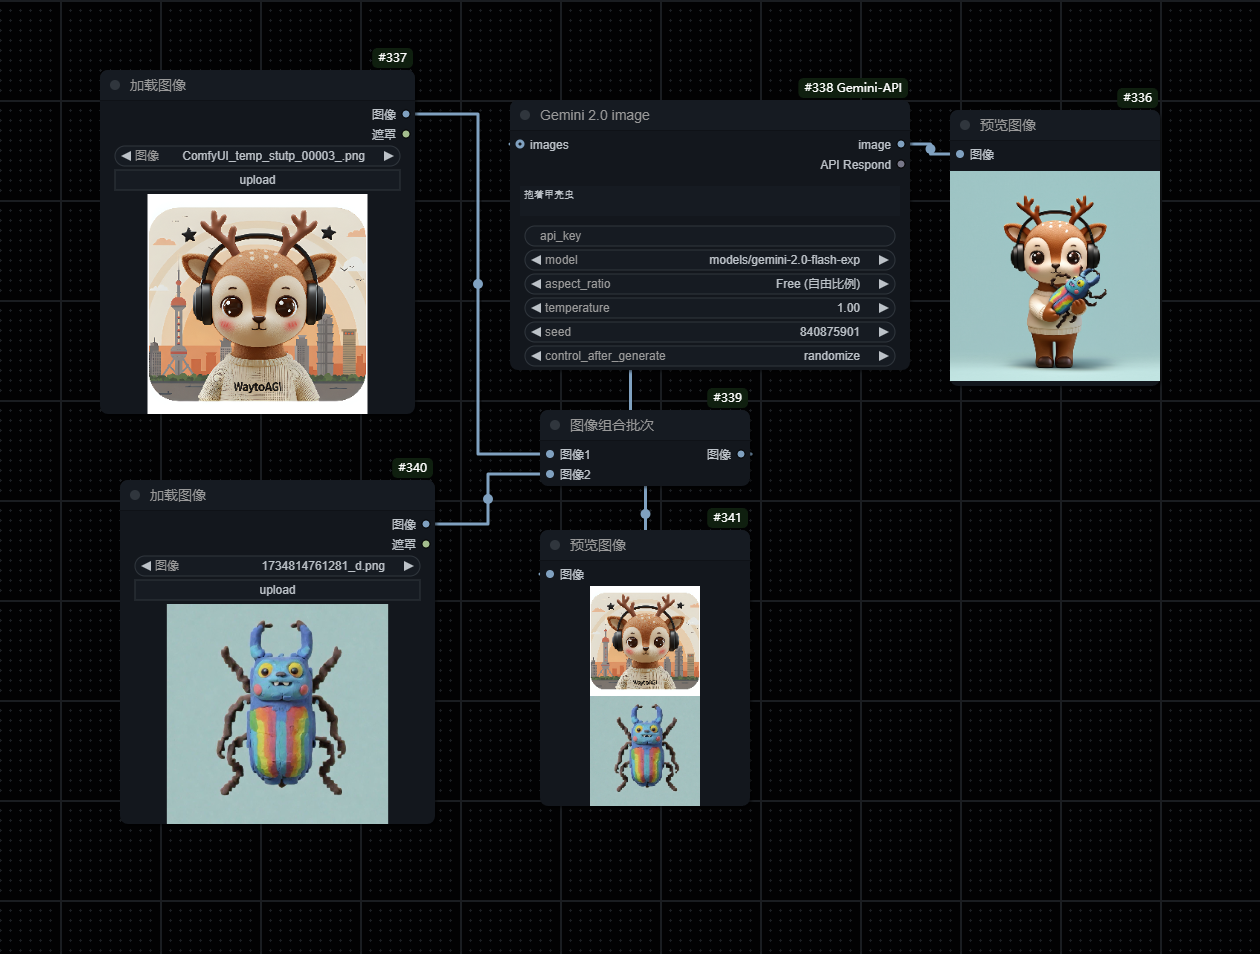 #337
加载图像
图像
遮罩
图像 ComfyUI_temp_stutp_00003_.png
upload
WaytoAGI
#340
加载图像
图像
遮罩
图像 1734814761281_d.png
upload
#338 Gemini-API
Gemini 2.0 image
images image
API Respond
抱着甲壳虫
api_key
model models/gemini-2.0-flash-exp
aspect_ratio Free (自由比例)
temperature 1.00
seed 840875901
control_after_generate randomize
#339
图像组合批次
图像1 图像
图像2
#341
预览图像
图像
WaytoAGI
#336
预览图像
图像